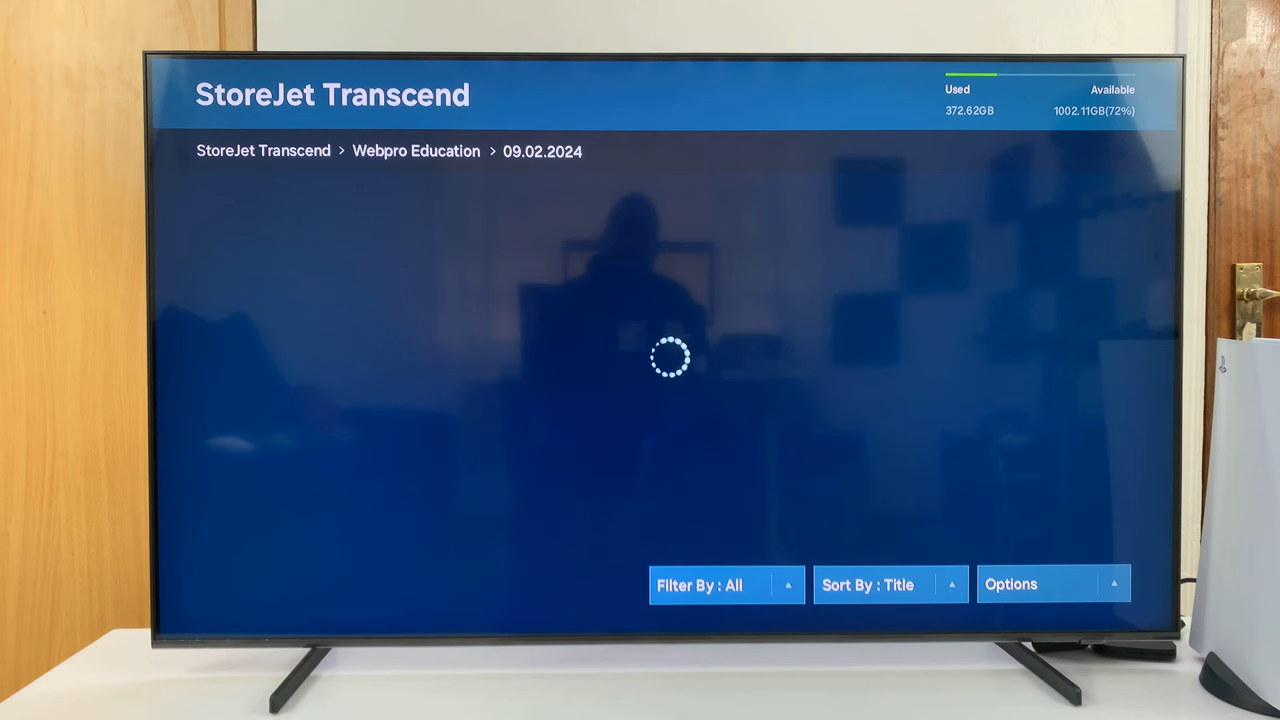 StoreJet Transcend
Used Available
372.62GB 1002.11GB(72%)
StoreJet Transcend > Webpro Education > 09.02.2024
Filter By : All
Sort By : Title
Options